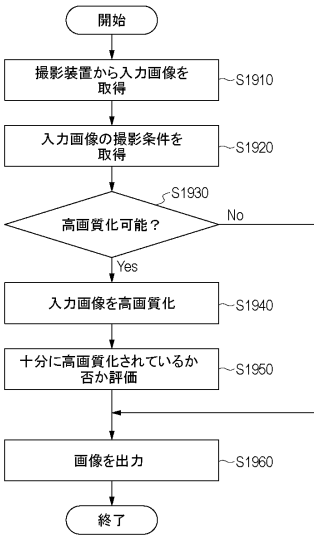 開始
撮影装置から入力画像を
取得
S1910
入力画像の撮影条件を
取得
S1920
S1930
高画質化可能？
No
Yes
入力画像を高画質化
S1940
十分に高画質化されているか
否か評価
S1950
画像を出力
S1960
終了